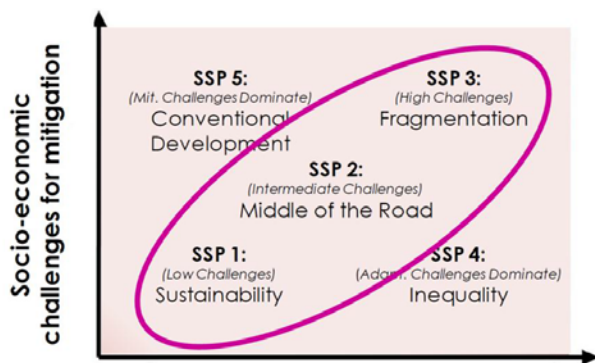 Socio-economic
challenges for mitigation
SSP 5:
(Mit. Challenges Dominate)
Conventional
Development
SSP 3:
(High Challenges)
Fragmentation
SSP 2:
(Intermediate Challenges)
Middle of the Road
SSP 1:
(Low Challenges)
Sustainability
SSP 4:
(Adapt. Challenges Dominate)
Inequality